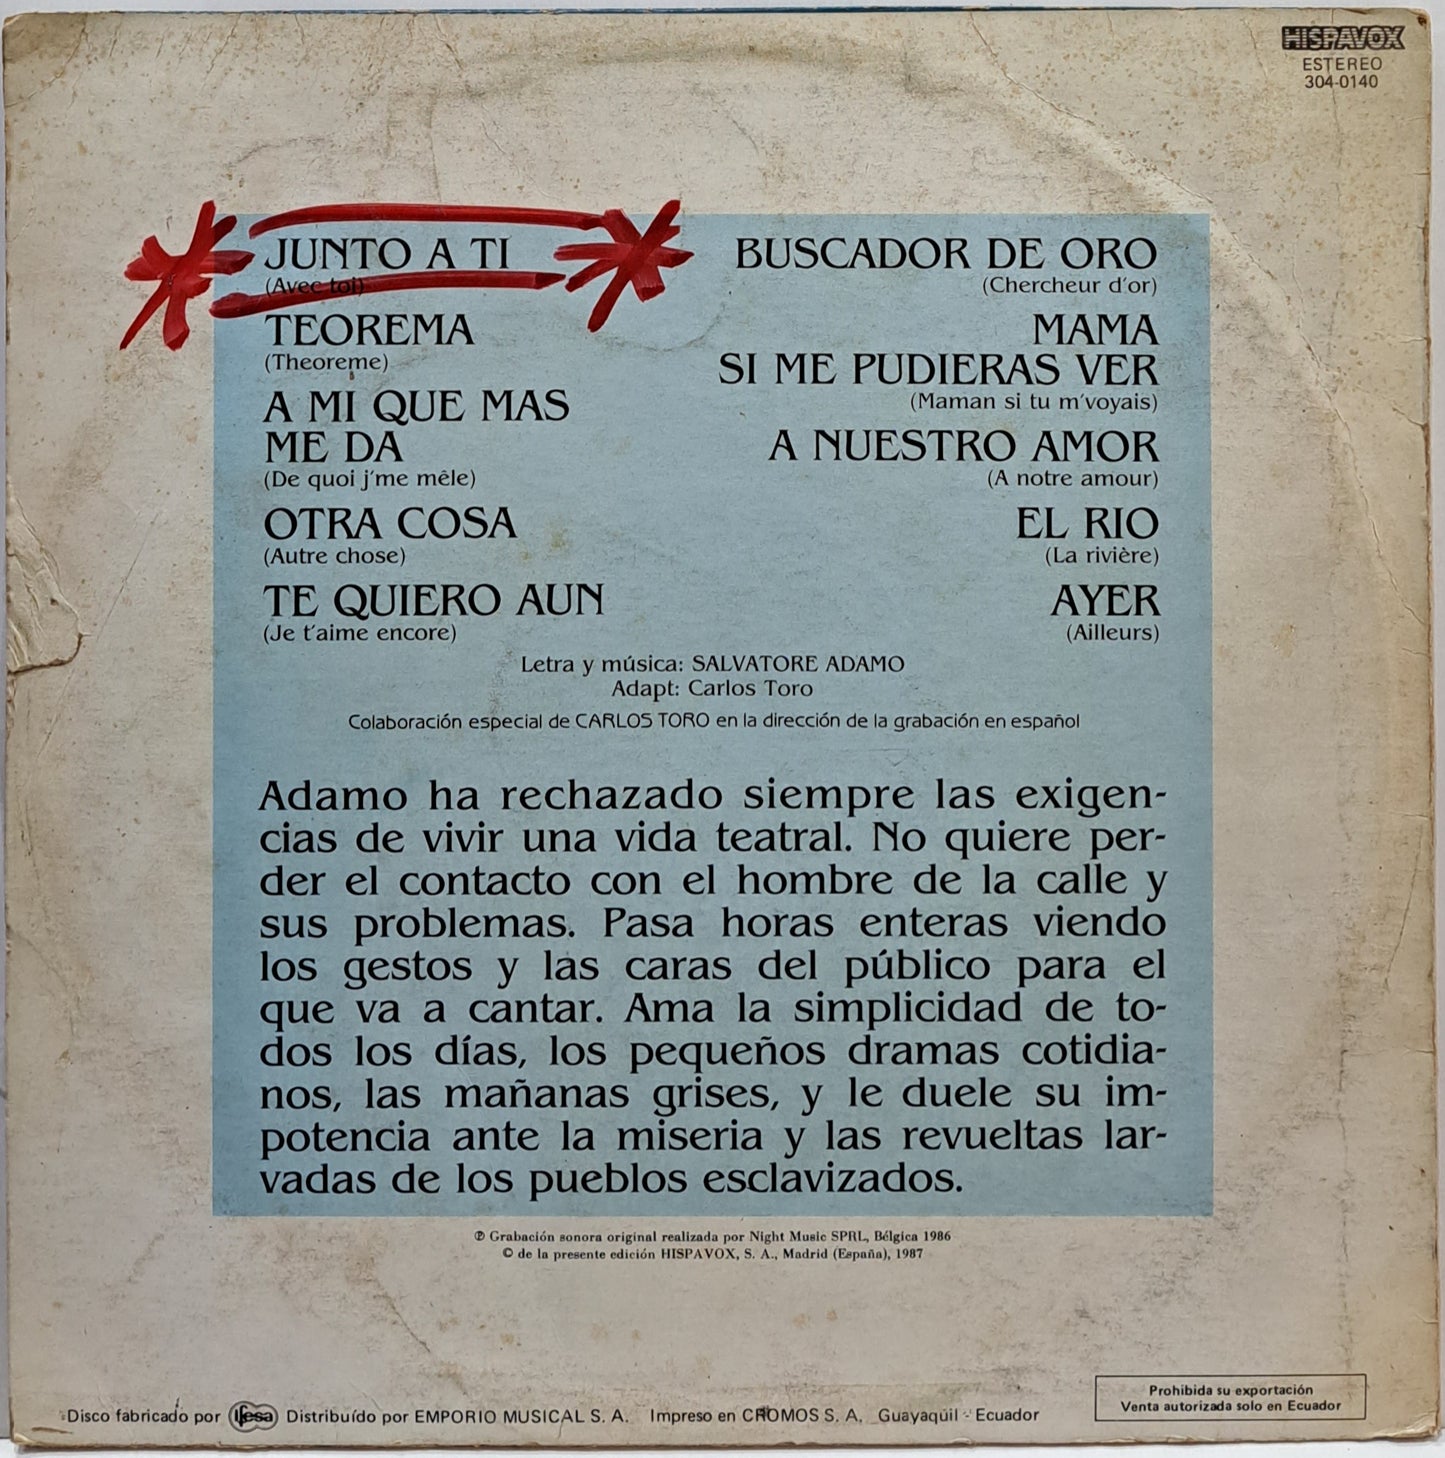 HISPAVOX
ESTEREO
304-0140
JUNTO A TI
(Avec toi)
TEOREMA
(Theoreme)
A MI QUE MAS
ME DA
(De quoi j'me mêle)
OTRA COSA
(Autre chose)
TE QUIERO AUN
(Je t'aime encore)
BUSCADOR DE ORO
(Chercheur d'or)
MAMA
SI ME PUDIERAS VER
(Maman si tu m'voyais)
A NUESTRO AMOR
(A notre amour)
EL RIO
(La rivière)
AYER
(Ailleurs)
Letra y música: SALVATORE ADAMO
Adapt: Carlos Toro
Colaboración especial de CARLOS TORO en la dirección de la grabación en español
Adamo ha rechazado siempre las exigen-
cias de vivir una vida teatral. No quiere per-
der el contacto con el hombre de la calle y
sus problemas. Pasa horas enteras viendo
los gestos y las caras del público para el
que va a cantar. Ama la simplicidad de to-
dos los días, los pequeños dramas cotidia-
nos, las mañanas grises, y le duele su im-
potencia ante la miseria y las revueltas lar-
vadas de los pueblos esclavizados.
℗ Grabación sonora original realizada por Night Music SPRL, Bélgica 1986
© de la presente edición HISPAVOX, S. A., Madrid (España), 1987
Disco fabricado por ifesa Distribuído por EMPORIO MUSICAL S. A. Impreso en CROMOS S. A. Guayaquil - Ecuador
Prohibida su exportación
Venta autorizada solo en Ecuador